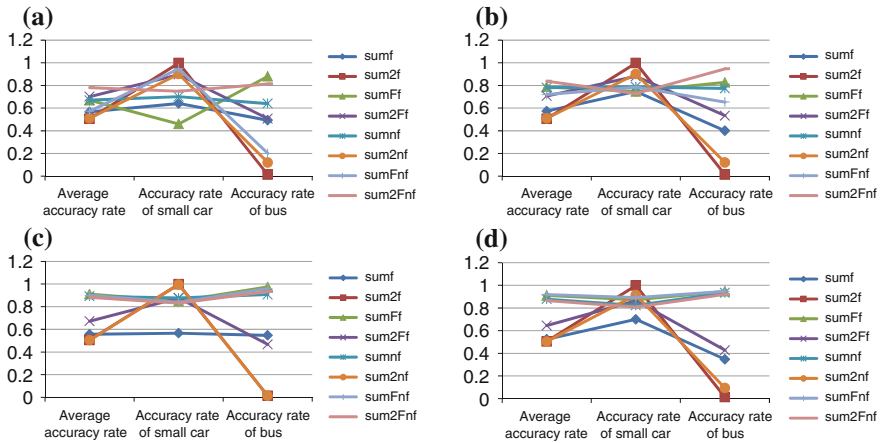 (a)
1.2
1
0.8
0.6
0.4
0.2
0
Average accuracy rate
Accuracy rate of small car
Accuracy rate of bus
sumf
sum2f
sumFf
sum2Ff
sumnf
sum2nf
sumFnf
sum2Fnf
(b)
1.2
1
0.8
0.6
0.4
0.2
0
Average accuracy rate
Accuracy rate of small car
Accuracy rate of bus
sumf
sum2f
sumFf
sum2Ff
sumnf
sum2nf
sumFnf
sum2Fnf
(c)
1.2
1
0.8
0.6
0.4
0.2
0
Average accuracy rate
Accuracy rate of small car
Accuracy rate of bus
sumf
sum2f
sumFf
sum2Ff
sumnf
sum2nf
sumFnf
sum2Fnf
(d)
1.2
1
0.8
0.6
0.4
0.2
0
Average accuracy rate
Accuracy rate of small car
Accuracy rate of bus
sumf
sum2f
sumFf
sum2Ff
sumnf
sum2nf
sumFnf
sum2Fnf